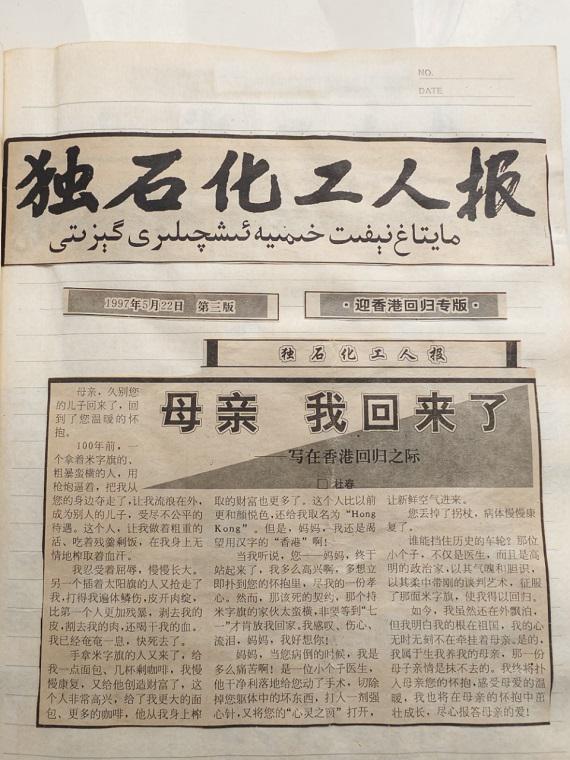 NO.
DATE
独石化工人报
مايتاغ نېفىت خىمىيە ئىشچىلىرى گېزىتى
1997年5月22日 第三版
·迎香港回归专版·
独石化工人报
母亲 我回来了
——写在香港回归之际
□ 社春
母亲，久别您
的儿子回来了，回
到了您温暖的怀
抱。
100年前，一
个拿着米字旗的、
粗暴蛮横的人，用
枪炮逼着，把我从
您的身边夺走了，让我流浪在外，
成为别人的儿子，受尽不公平的
待遇。这个人，让我做着粗重的
活、吃着残羹剩饭，在我身上无
情地榨取着血汗。
我忍受着屈辱，慢慢长大。
另一个插着太阳旗的人又抢走了
我，打得我遍体鳞伤，皮开肉绽，
比第一个人更加残暴，剥去我的
皮，割去我的肉，还喝干我的血。
我已经奄奄一息，快死去了。
手拿米字旗的人又来了，给
我一点面包、几杯剩咖啡，我慢
慢康复，又给他创造财富了，这
个人非常高兴，给了我更大的面
包、更多的咖啡，他从我身上榨
取的财富也更多了。这个人比以前
更和颜悦色，还给我取名为“Hong
Kong”。但是，妈妈，我还是渴
望用汉字的“香港”啊！
当我听说，您——妈妈，终于
站起来了，我多么高兴啊，多想立
即扑到您的怀抱里，尽我的一份孝
心。然而，那该死的契约，那个持
米字旗的家伙太蛮横，非要等到“七
一”才肯放我回家。我感叹、伤心、
流泪，妈妈，我好想你！
妈妈，当您病倒的时候，我是
多么痛苦啊！是一位小个子医生，
他干净利落地给您动了手术，切除
掉您躯体中的坏东西，打人一剂强
心针，又将您的“心灵之窗”打开，
让新鲜空气进来。
您丢掉了拐杖，病体慢慢康
复了。
谁能挡住历史的车轮？那位
小个子，不仅是医生，而且是高
明的政治家，以其气魄和胆识，
以其柔中带刚的谈判艺术，征服
了那面米字旗，使我得以回归。
如今，我虽然还在外飘泊，
但我明白我的根在祖国，我的心
无时无刻不在牵挂着母亲。是的，
我属于生我养我的母亲，那一份
母子亲情是抹不去的。我终将扑
人母亲您的怀抱，感受母爱的温
暖，我也将在母亲的怀抱中茁
壮成长，尽心报答母亲的爱！